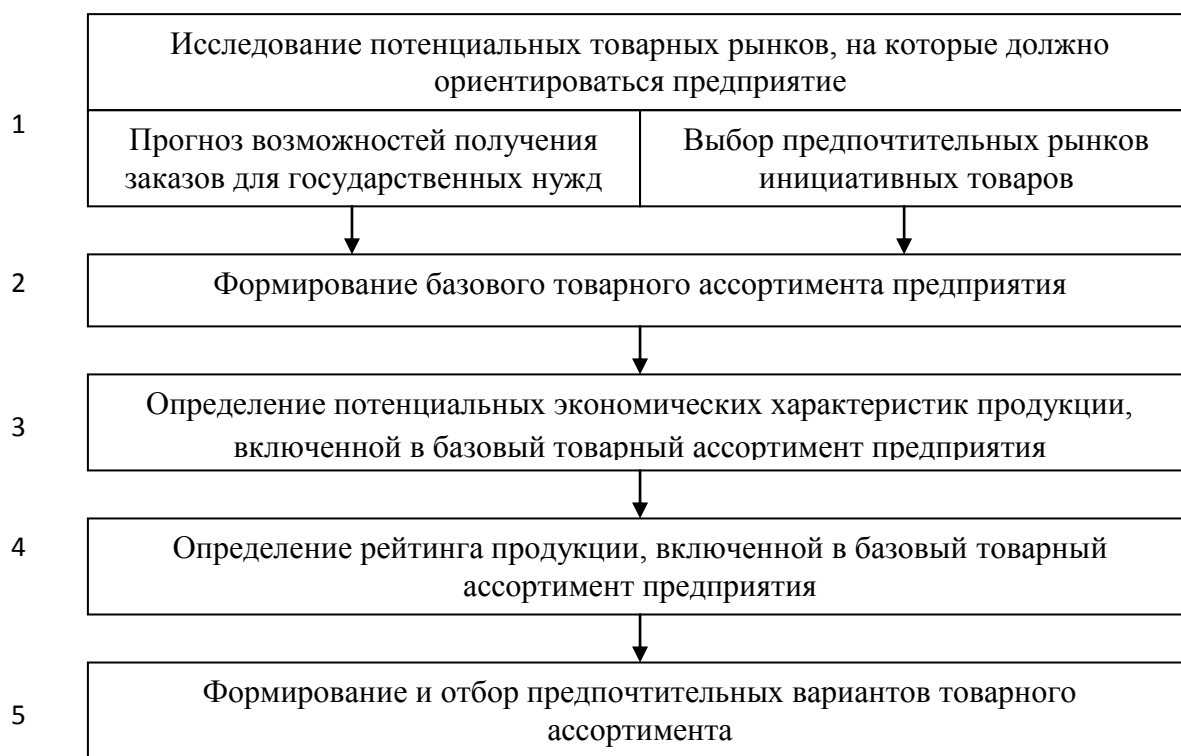 Исследование потенциальных товарных рынков, на которые должно
ориентироваться предприятие
1
Прогноз возможностей получения
заказов для государственных нужд
Выбор предпочтительных рынков
инициативных товаров
2
Формирование базового товарного ассортимента предприятия
3
Определение потенциальных экономических характеристик продукции,
включенной в базовый товарный ассортимент предприятия
4
Определение рейтинга продукции, включенной в базовый товарный
ассортимент предприятия
5
Формирование и отбор предпочтительных вариантов товарного
ассортимента